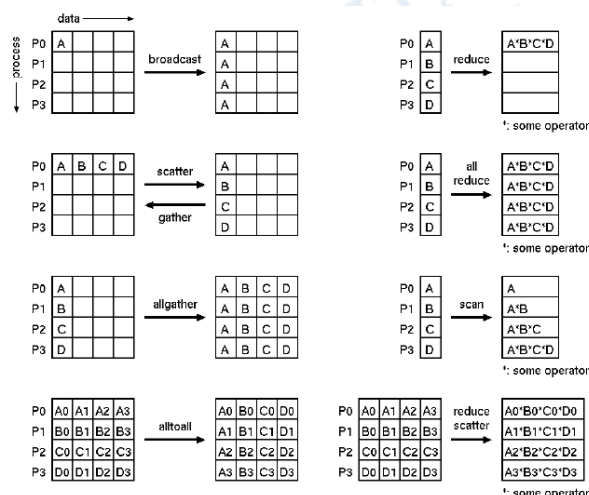 data
process
P0 A
P1
P2
P3
broadcast
A
A
A
A
P0 A
P1 B
P2 C
P3 D
reduce
A*B*C*D
*: some operator
P0 A B C D
P1
P2
P3
scatter
gather
A
B
C
D
P0 A
P1 B
P2 C
P3 D
all
reduce
A*B*C*D
A*B*C*D
A*B*C*D
A*B*C*D
*: some operator
P0 A
P1 B
P2 C
P3 D
allgather
A B C D
A B C D
A B C D
A B C D
P0 A
P1 B
P2 C
P3 D
scan
A
A*B
A*B*C
A*B*C*D
*: some operator
P0 A0 A1 A2 A3
P1 B0 B1 B2 B3
P2 C0 C1 C2 C3
P3 D0 D1 D2 D3
alltoall
A0 B0 C0 D0
A1 B1 C1 D1
A2 B2 C2 D2
A3 B3 C3 D3
P0 A0 A1 A2 A3
P1 B0 B1 B2 B3
P2 C0 C1 C2 C3
P3 D0 D1 D2 D3
reduce
scatter
A0*B0*C0*D0
A1*B1*C1*D1
A2*B2*C2*D2
A3*B3*C3*D3
*: some operator